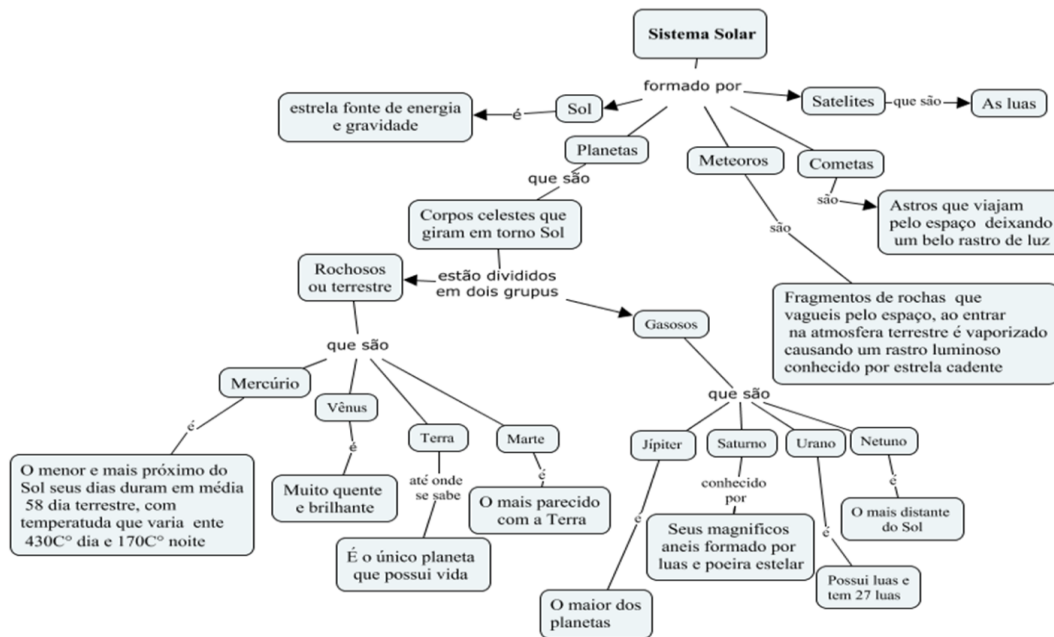 Sistema Solar
formado por
estrela fonte de energia
e gravidade
é
Sol
Satelites
que são
As luas
Planetas
Meteoros
Cometas
que são
são
Corpos celestes que
giram em torno Sol
são
Astros que viajam
pelo espaço deixando
um belo rastro de luz
Rochosos
ou terrestre
estão divididos
em dois grupus
Fragmentos de rochas que
vagueis pelo espaço, ao entrar
na atmosfera terrestre é vaporizado
causando um rastro luminoso
conhecido por estrela cadente
Gasosos
que são
que são
Mercúrio
Vênus
Terra
Marte
Jípiter
Saturno
Urano
Netuno
é
O menor e mais próximo do
Sol seus dias duram em média
58 dia terrestre, com
temperatuda que varia ente
430C° dia e 170C° noite
é
Muito quente
e brilhante
até onde
se sabe
É o único planeta
que possui vida
é
O mais parecido
com a Terra
é
O maior dos
planetas
conhecido
por
Seus magnificos
aneis formado por
luas e poeira estelar
é
Possui luas e
tem 27 luas
é
O mais distante
do Sol